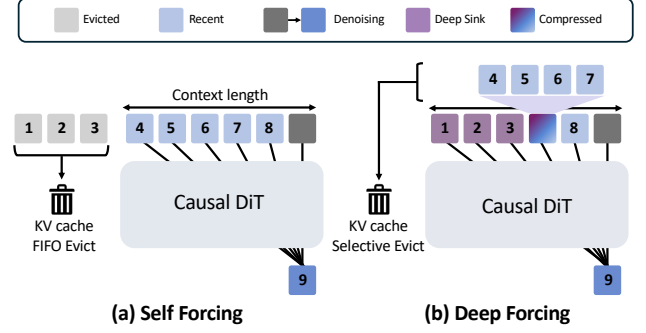 Evicted Recent Denoising Deep Sink Compressed
Context length
1 2 3 4 5 6 7 8
KV cache
FIFO Evict
Causal DiT
9
(a) Self Forcing
4 5 6 7
1 2 3 8
KV cache
Selective Evict
Causal DiT
9
(b) Deep Forcing